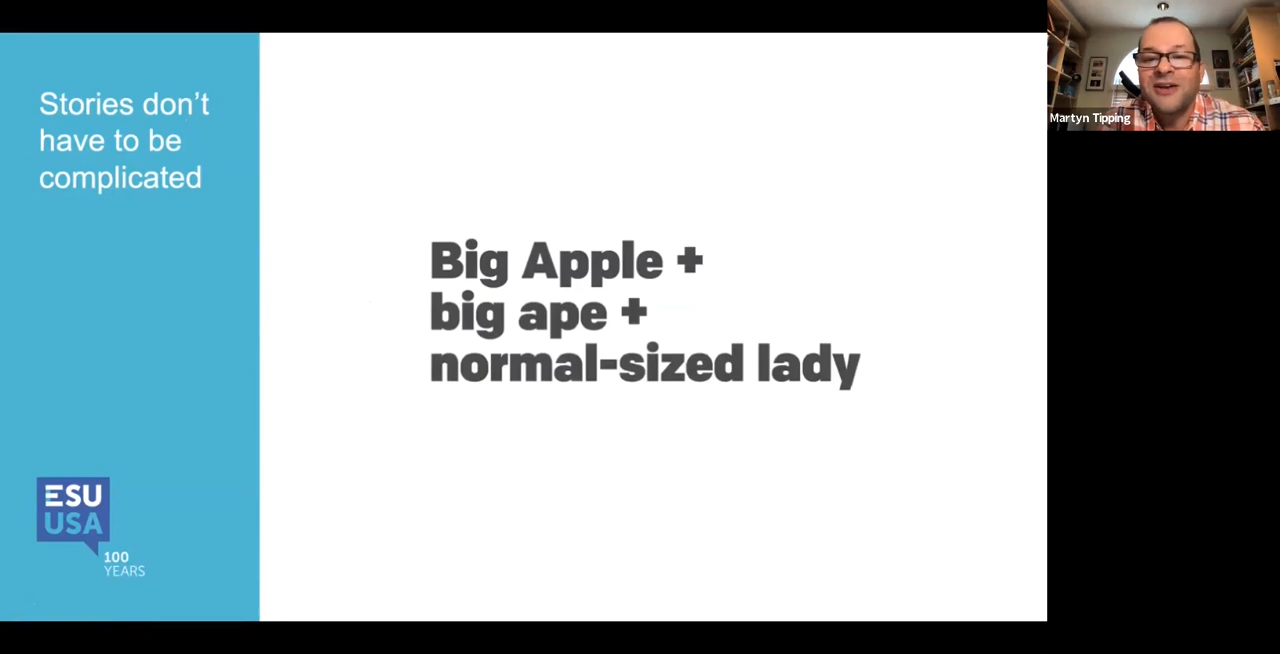 Stories don't
have to be
complicated
Big Apple +
big ape +
normal-sized lady
ESU
USA
100
YEARS
Martyn Tipping